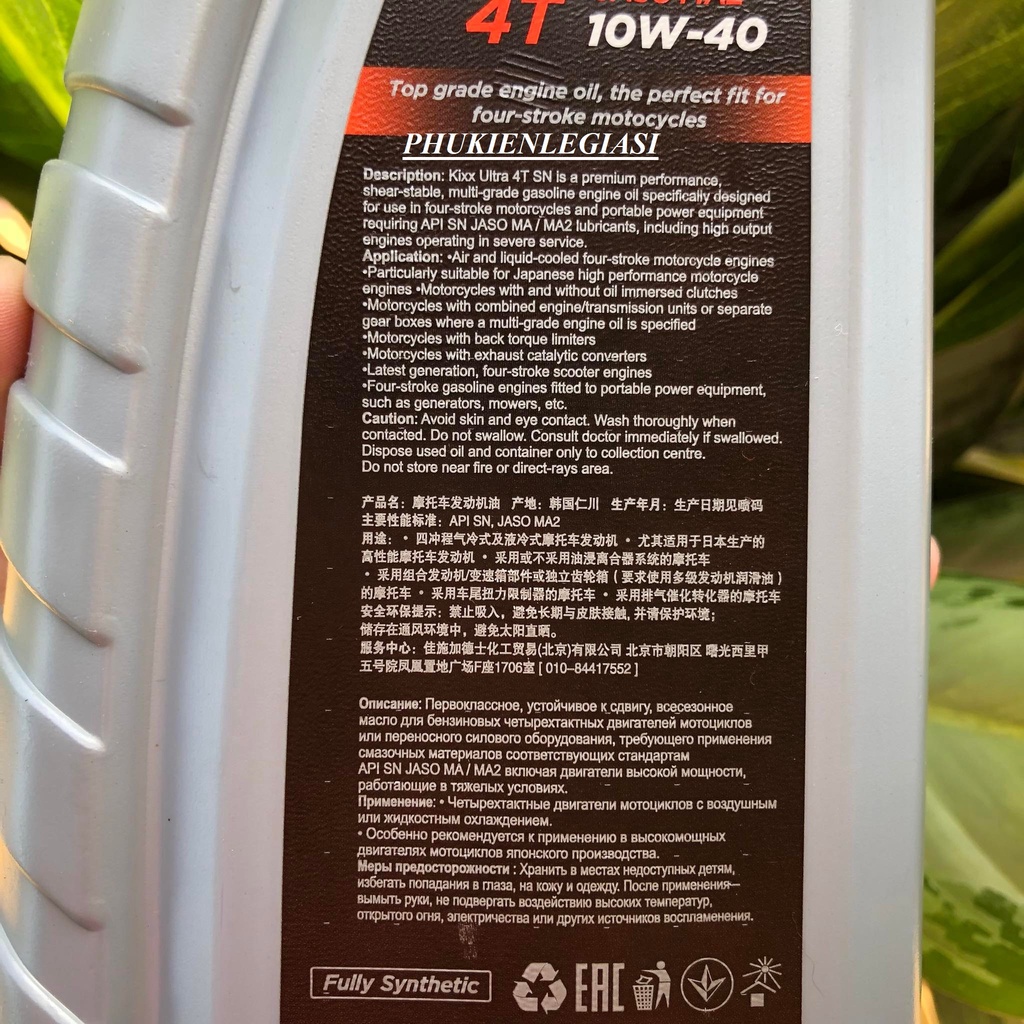 4T
10W-40
Top grade engine oil, the perfect fit for
four-stroke motocycles
PHUKIENLEGIASI
Description: Kixx Ultra 4T SN is a premium performance,
shear-stable, multi-grade gasoline engine oil specifically designed
for use in four-stroke motorcycles and portable power equipment
requiring API SN JASO MA / MA2 lubricants, including high output
engines operating in severe service.
Application: •Air and liquid-cooled four-stroke motorcycle engines
•Particularly suitable for Japanese high performance motorcycle
engines •Motorcycles with and without oil immersed clutches
•Motorcycles with combined engine/transmission units or separate
gear boxes where a multi-grade engine oil is specified
•Motorcycles with back torque limiters
•Motorcycles with exhaust catalytic converters
•Latest generation, four-stroke scooter engines
•Four-stroke gasoline engines fitted to portable power equipment,
such as generators, mowers, etc.
Caution: Avoid skin and eye contact. Wash thoroughly when
contacted. Do not swallow. Consult doctor immediately if swallowed.
Dispose used oil and container only to collection centre.
Do not store near fire or direct-rays area.
产品名：摩托车发动机油 产地：韩国仁川 生产年月：生产日期见喷码
主要性能标准：API SN, JASO MA2
用途：• 四冲程气冷式及液冷式摩托车发动机 • 尤其适用于日本生产的
高性能摩托车发动机 • 采用或不采用油浸离合器系统的摩托车
• 采用组合发动机/变速箱部件或独立齿轮箱（要求使用多级发动机润滑油）
的摩托车 • 采用车尾扭力限制器的摩托车 • 采用排气催化转化器的摩托车
安全环保提示：禁止吸入，避免长期与皮肤接触, 并请保护环境；
储存在通风环境中，避免太阳直晒。
服务中心：佳施加德士化工贸易(北京)有限公司 北京市朝阳区 曙光西里甲
五号院凤凰置地广场F座1706室 [ 010-84417552 ]
Описание: Первоклассное, устойчивое к сдвигу, всесезонное
масло для бензиновых четырехтактных двигателей мотоциклов
или переносного силового оборудования, требующего применения
смазочных материалов соответствующих стандартам
API SN JASO MA / MA2 включая двигатели высокой мощности,
работающие в тяжелых условиях.
Применение: • Четырехтактные двигатели мотоциклов с воздушным
или жидкостным охлаждением.
• Особенно рекомендуется к применению в высокомощных
двигателях мотоциклов японского производства.
Меры предосторожности : Хранить в местах недоступных детям,
избегать попадания в глаза, на кожу и одежду. После применения
вымыть руки, не подвергать воздействию высоких температур,
открытого огня, электричества или других источников воспламенения.
Fully Synthetic
EAC